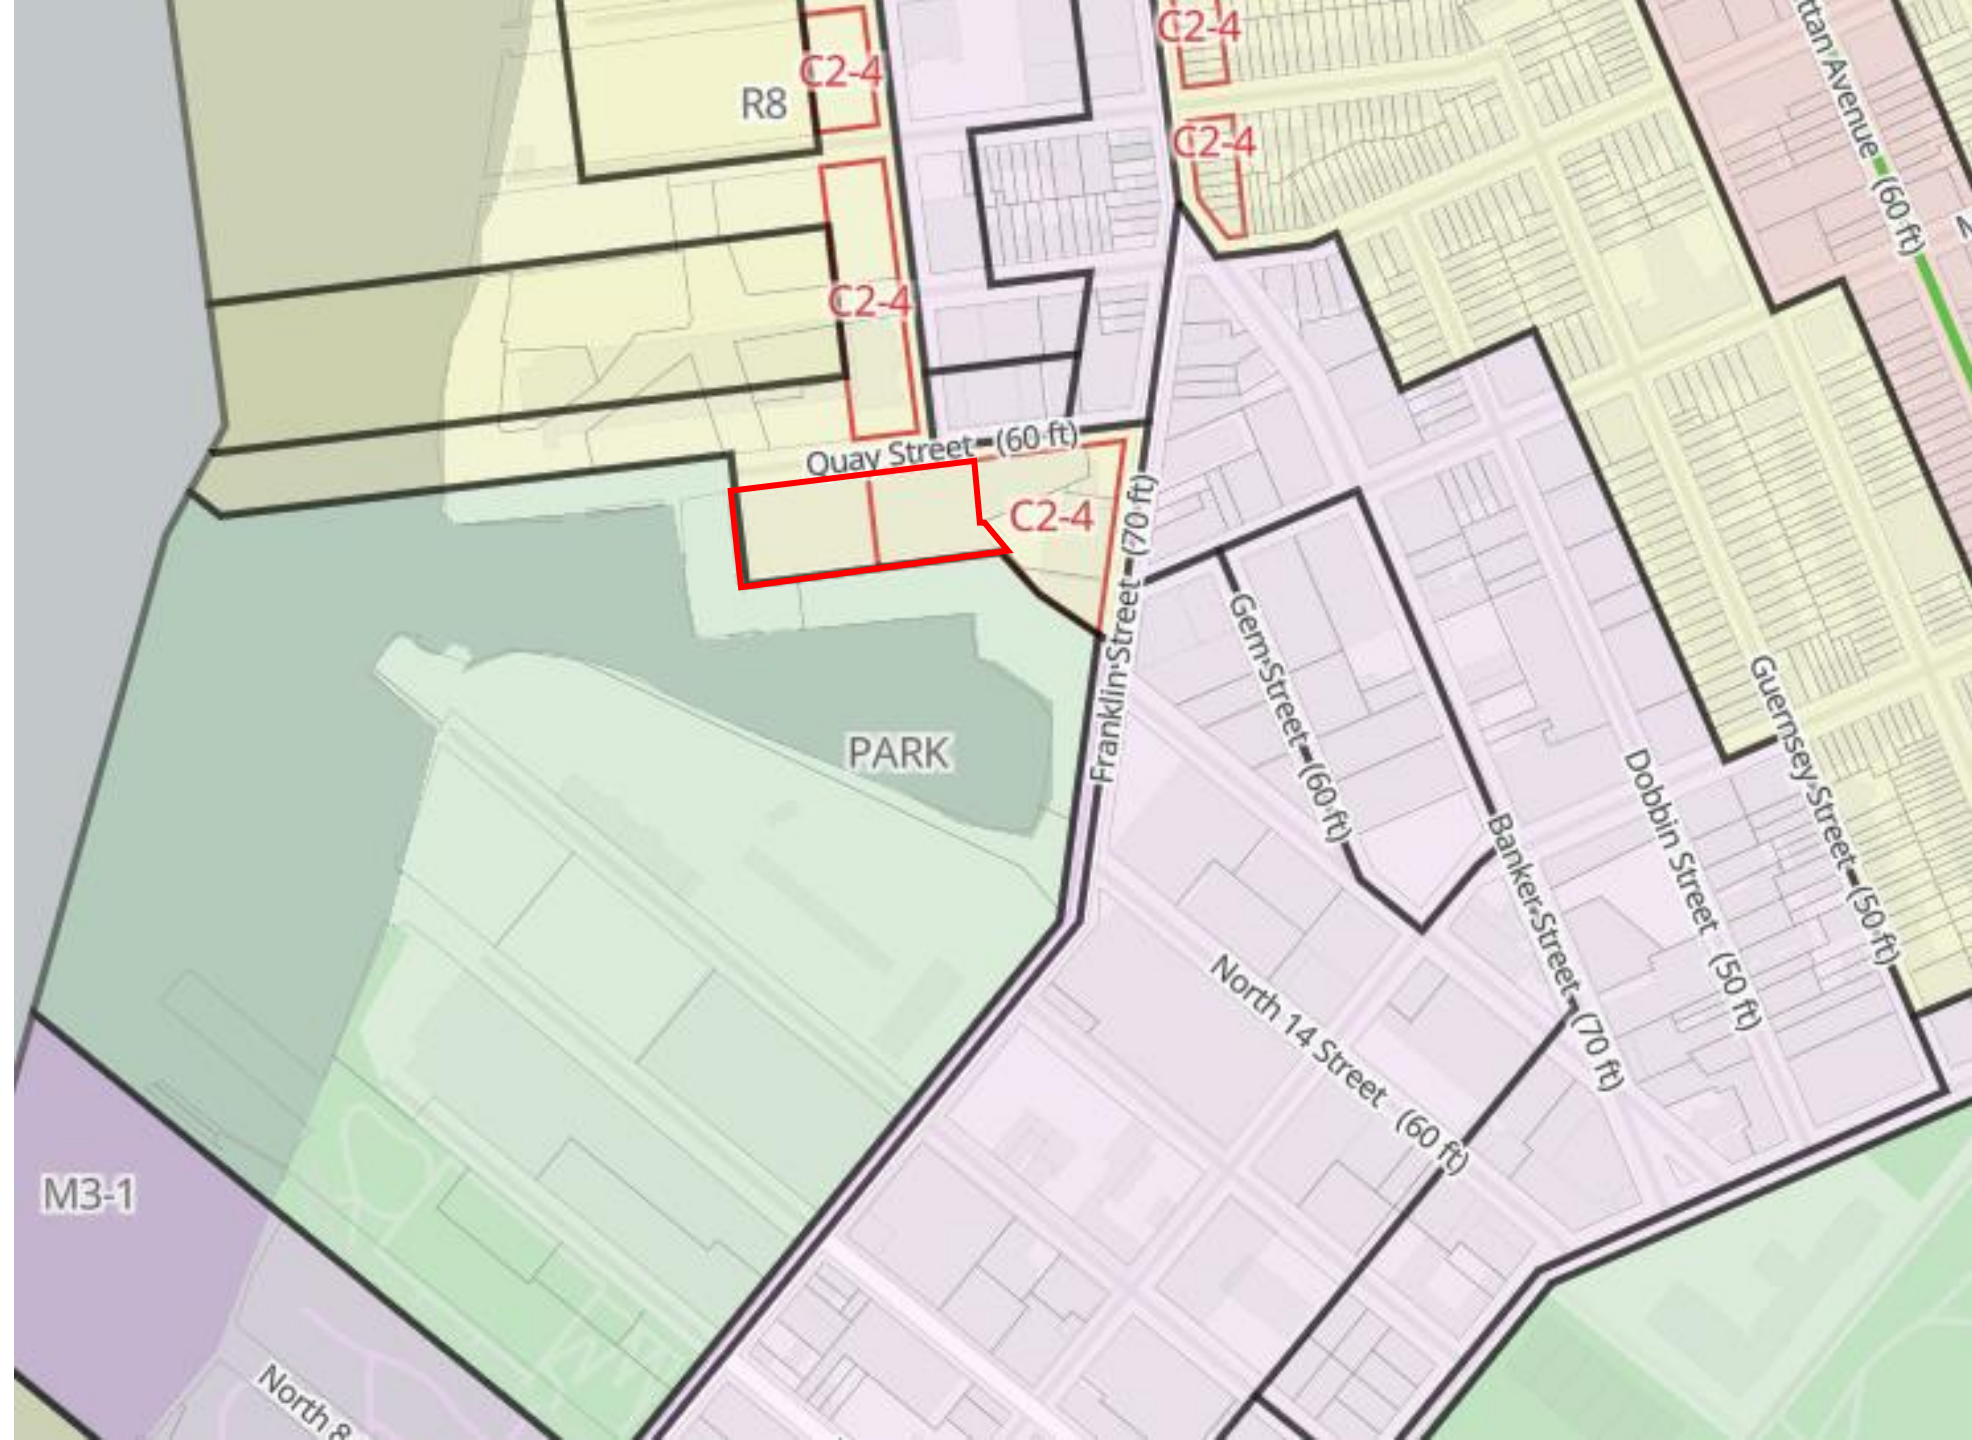 C2-4
C2-4
R8
C2-4
ttan Avenue (60 ft)
C2-4
Quay Street (60 ft)
C2-4
Franklin Street (70 ft)
Gem Street (60 ft)
PARK
Guernsey Street (50 ft)
Dobbin Street (50 ft)
Banker Street (70 ft)
North 14 Street (60 ft)
M3-1
North 8